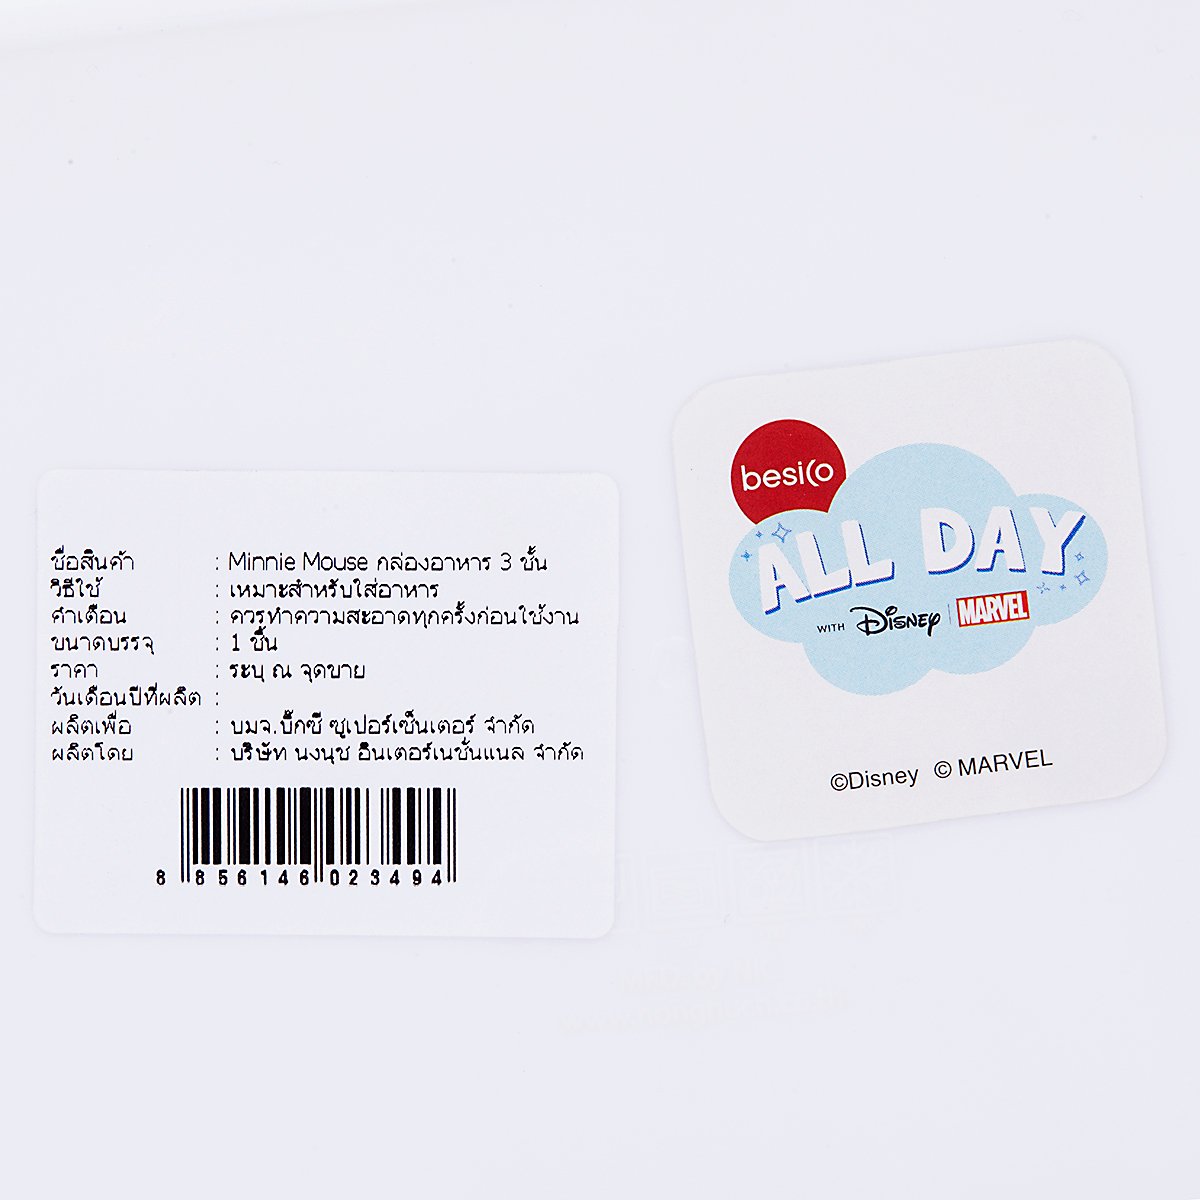 ชื่อสินค้า : Minnie Mouse กล่องอาหาร 3 ชั้น
วิธีใช้ : เหมาะสำหรับใส่อาหาร
คำเตือน : ควรทำความสะอาดทุกครั้งก่อนใช้งาน
ขนาดบรรจุ : 1 ชิ้น
ราคา : ระบุ ณ จุดขาย
วันเดือนปีที่ผลิต :
ผลิตเพื่อ : บมจ.บิ๊กซี ซูเปอร์เซ็นเตอร์ จำกัด
ผลิตโดย : บริษัท นงนุช อินเตอร์เนชั่นแนล จำกัด
8 856146 023494
besico
ALL DAY
WITH Disney MARVEL
©Disney © MARVEL